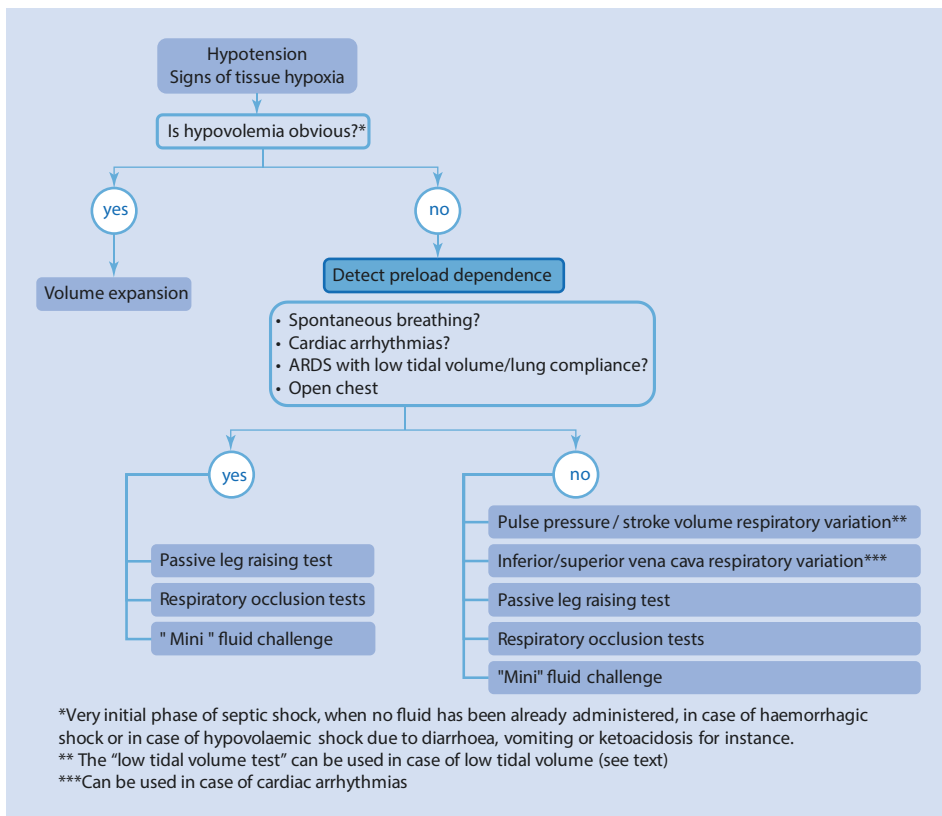 Hypotension
Signs of tissue hypoxia
Is hypovolemia obvious?*
yes
no
Volume expansion
Detect preload dependence
• Spontaneous breathing?
• Cardiac arrhythmias?
• ARDS with low tidal volume/lung compliance?
• Open chest
yes
no
Passive leg raising test
Respiratory occlusion tests
" Mini " fluid challenge
Pulse pressure / stroke volume respiratory variation**
Inferior/superior vena cava respiratory variation***
Passive leg raising test
Respiratory occlusion tests
"Mini" fluid challenge
*Very initial phase of septic shock, when no fluid has been already administered, in case of haemorrhagic
shock or in case of hypovolaemic shock due to diarrhoea, vomiting or ketoacidosis for instance.
** The “low tidal volume test” can be used in case of low tidal volume (see text)
***Can be used in case of cardiac arrhythmias